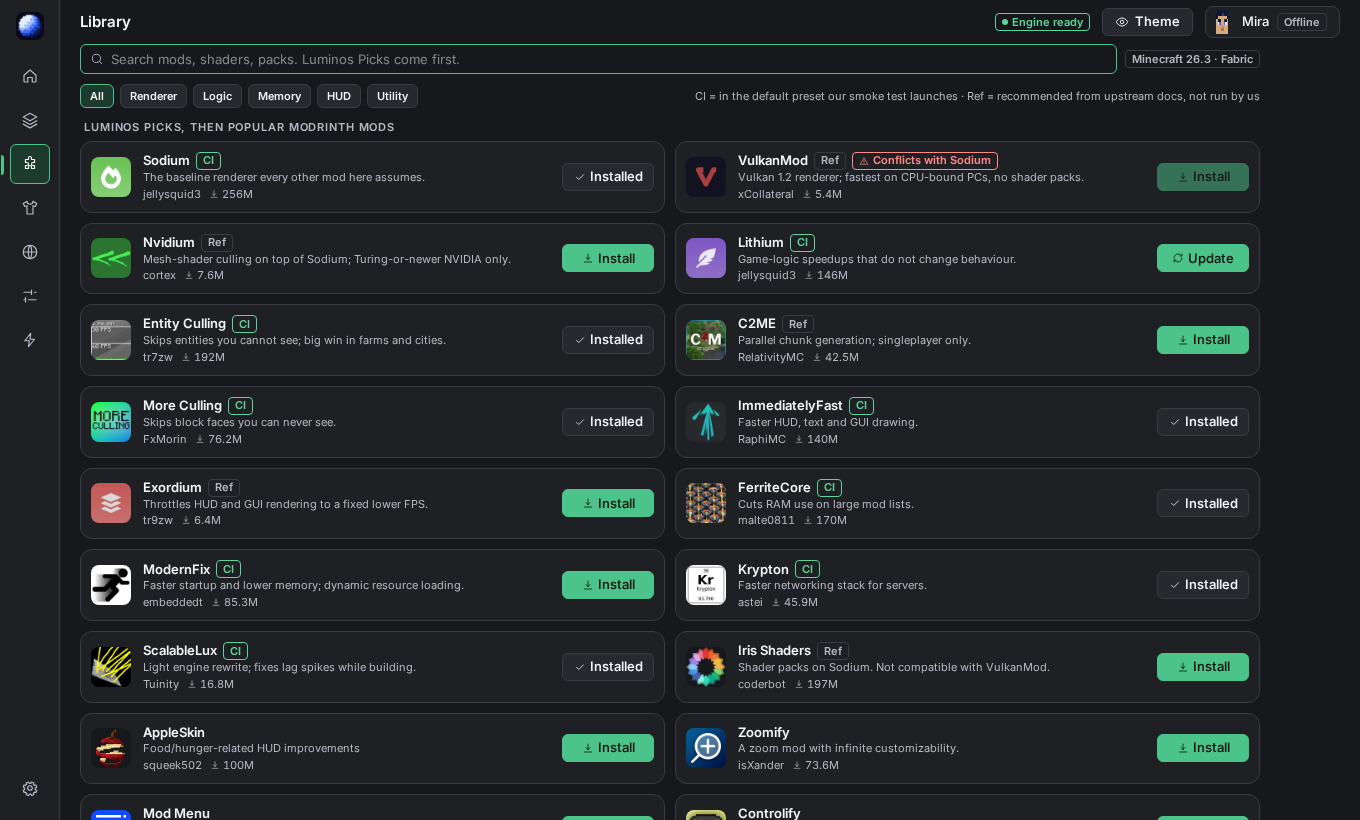 Library
Engine ready
Theme
Mira Offline
Search mods, shaders, packs. Luminos Picks come first.
Minecraft 26.3 · Fabric
All Renderer Logic Memory HUD Utility
CI = in the default preset our smoke test launches · Ref = recommended from upstream docs, not run by us
LUMINOS PICKS, THEN POPULAR MODRINTH MODS
Sodium CI
The baseline renderer every other mod here assumes.
jellysquid3 256M
Installed
VulkanMod Ref Conflicts with Sodium
Vulkan 1.2 renderer; fastest on CPU-bound PCs, no shader packs.
xCollateral 5.4M
Install
Nvidium Ref
Mesh-shader culling on top of Sodium; Turing-or-newer NVIDIA only.
cortex 7.6M
Install
Lithium CI
Game-logic speedups that do not change behaviour.
jellysquid3 146M
Update
Entity Culling CI
Skips entities you cannot see; big win in farms and cities.
tr7zw 192M
Installed
C2ME Ref
Parallel chunk generation; singleplayer only.
RelativityMC 42.5M
Install
MORE
CULLING
More Culling CI
Skips block faces you can never see.
FxMorin 76.2M
Installed
ImmediatelyFast CI
Faster HUD, text and GUI drawing.
RaphiMC 140M
Installed
Exordium Ref
Throttles HUD and GUI rendering to a fixed lower FPS.
tr9zw 6.4M
Install
FerriteCore CI
Cuts RAM use on large mod lists.
malte0811 170M
Installed
ModernFix CI
Faster startup and lower memory; dynamic resource loading.
embeddedt 85.3M
Install
36
Kr
Krypton
83.798
Krypton CI
Faster networking stack for servers.
astei 45.9M
Installed
ScalableLux CI
Light engine rewrite; fixes lag spikes while building.
Tuinity 16.8M
Installed
Iris Shaders Ref
Shader packs on Sodium. Not compatible with VulkanMod.
coderbot 197M
Install
AppleSkin
Food/hunger-related HUD improvements
squeek502 100M
Install
Zoomify
A zoom mod with infinite customizability.
isXander 73.6M
Install
Mod Menu
Controlify